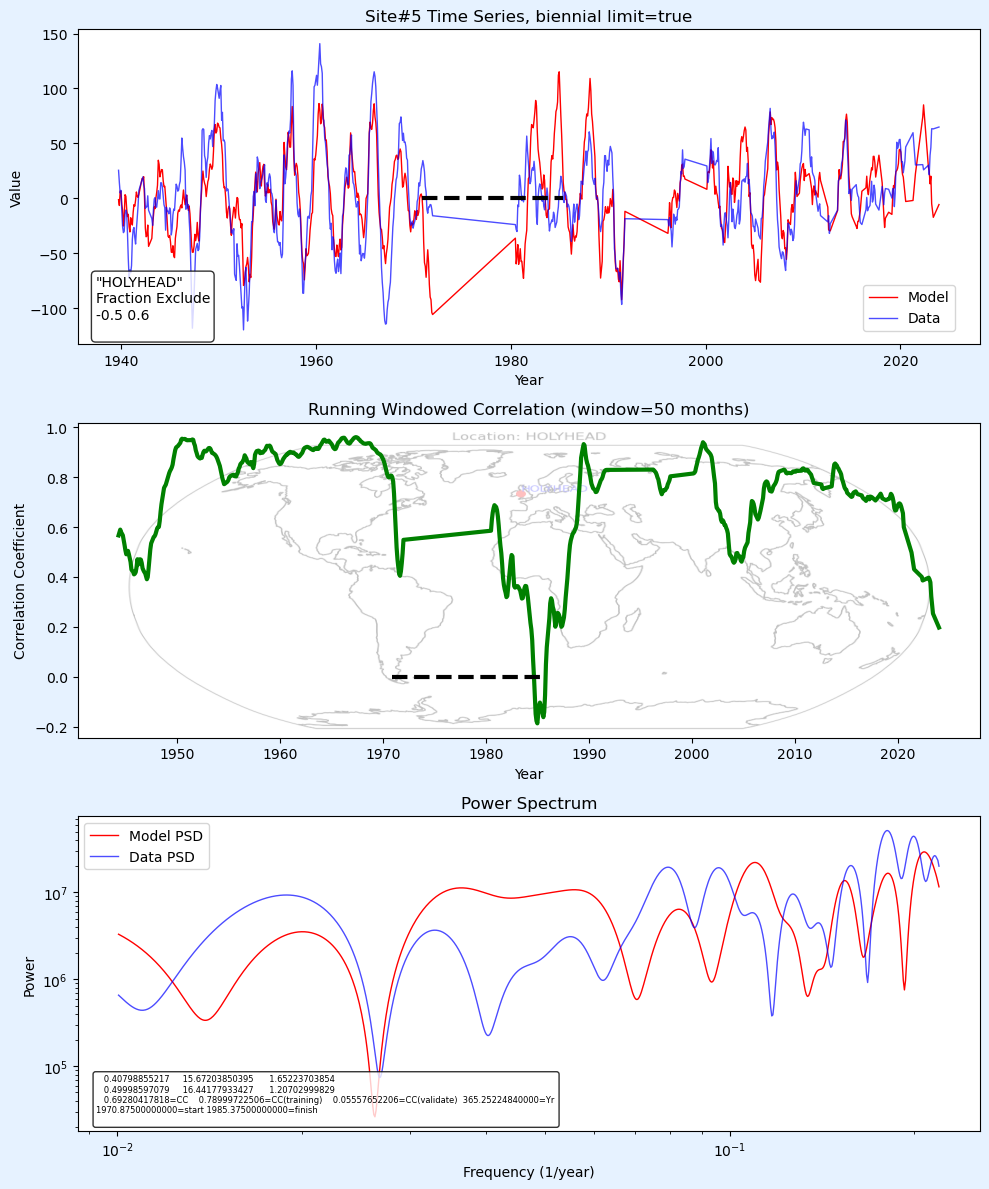 Site#5 Time Series, biennial limit=true
150
100
50
0
−50
−100
Value
"HOLYHEAD"
Fraction Exclude
-0.5 0.6
Model
Data
1940
1960
1980
2000
2020
Year
Running Windowed Correlation (window=50 months)
Location: HOLYHEAD
HOLYHEAD
1.0
0.8
0.6
0.4
0.2
0.0
−0.2
Correlation Coefficient
1950
1960
1970
1980
1990
2000
2010
2020
Year
Power Spectrum
Model PSD
Data PSD
10⁷
10⁶
10⁵
Power
0.40798855217 15.67203850395 1.65223703854
0.49998597079 16.44177933427 1.20702999829
0.69280417818=CC 0.78999722506=CC(training) 0.05557652206=CC(validate) 365.25224840000=Yr
1970.87500000000=start 1985.37500000000=finish
10⁻²
10⁻¹
Frequency (1/year)